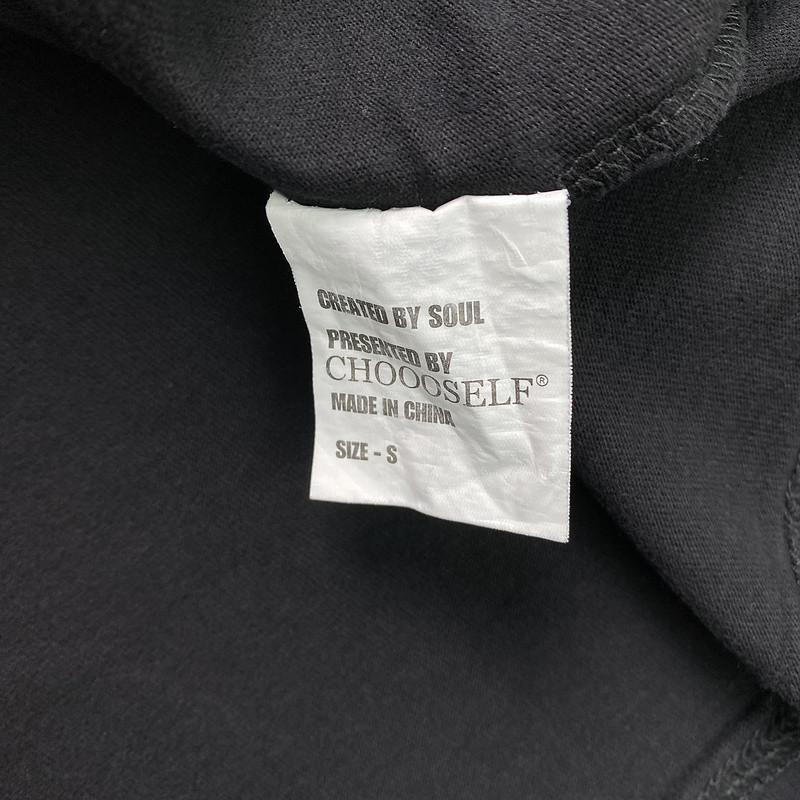 CREATED BY SOUL
PRESENTED BY
CHOOOSELF®
MADE IN CHINA
SIZE - S